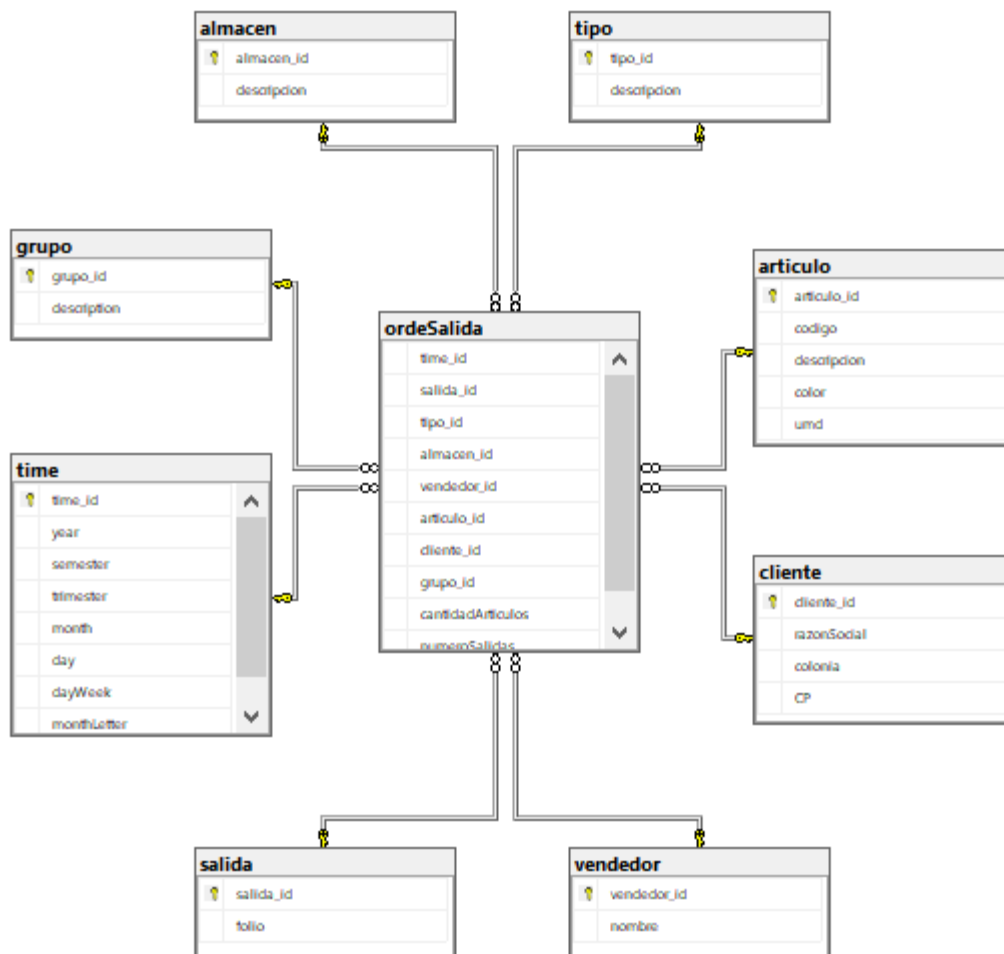 almacen
almacen_id
descripcion
tipo
tipo_id
descripcion
grupo
grupo_id
description
articulo
articulo_id
codigo
descripcion
color
umd
ordeSalida
time_id
salida_id
tipo_id
almacen_id
vendedor_id
articulo_id
cliente_id
grupo_id
cantidadArticulos
numeroSalidas
time
time_id
year
semester
trimester
month
day
dayWeek
monthLetter
cliente
cliente_id
razonSocial
colonia
CP
salida
salida_id
folio
vendedor
vendedor_id
nombre